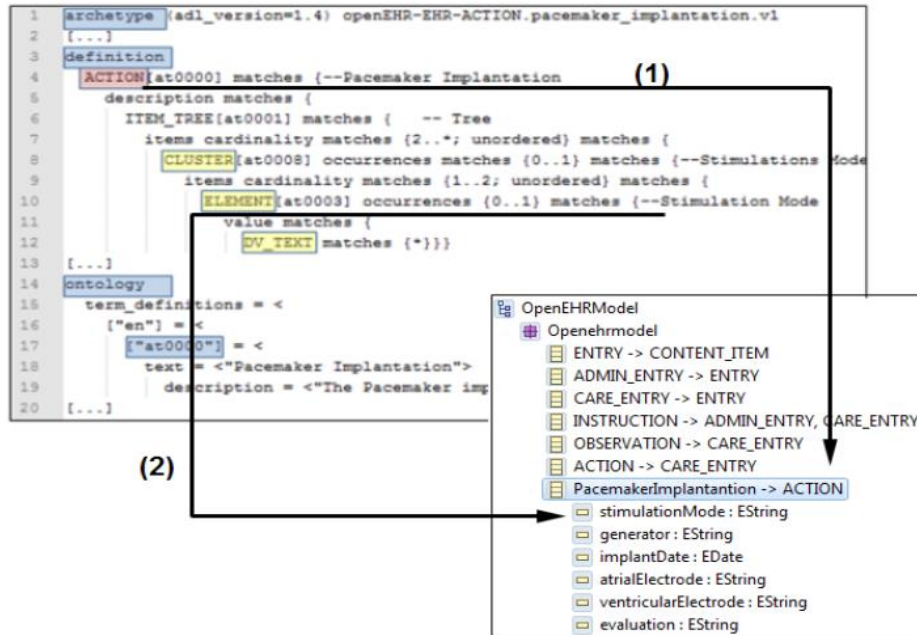 1 archetype (adl_version=1.4) openEHR-EHR-ACTION.pacemaker_implantation.v1
2 [...]
3 definition
4 ACTION[at0000] matches {--Pacemaker Implantation
(1)
5 description matches {
6 ITEM_TREE[at0001] matches { -- Tree
7 items cardinality matches {2..*; unordered} matches {
8 CLUSTER[at0008] occurrences matches {0..1} matches {--Stimulations Mode
9 items cardinality matches {1..2; unordered} matches {
10 ELEMENT[at0003] occurrences {0..1} matches {--Stimulation Mode
11 value matches {
12 DV_TEXT matches {*}}}
13 [...]
14 ontology
15 term_definitions = <
16 ["en"] = <
17 ["at0000"] = <
18 text = <"Pacemaker Implantation">
19 description = <"The Pacemaker imp
20 [...]
(2)
OpenEHRModel
Openehrmodel
ENTRY -> CONTENT_ITEM
ADMIN_ENTRY -> ENTRY
CARE_ENTRY -> ENTRY
INSTRUCTION -> ADMIN_ENTRY, CARE_ENTRY
OBSERVATION -> CARE_ENTRY
ACTION -> CARE_ENTRY
PacemakerImplantantion -> ACTION
stimulationMode : EString
generator : EString
implantDate : EDate
atrialElectrode : EString
ventricularElectrode : EString
evaluation : EString